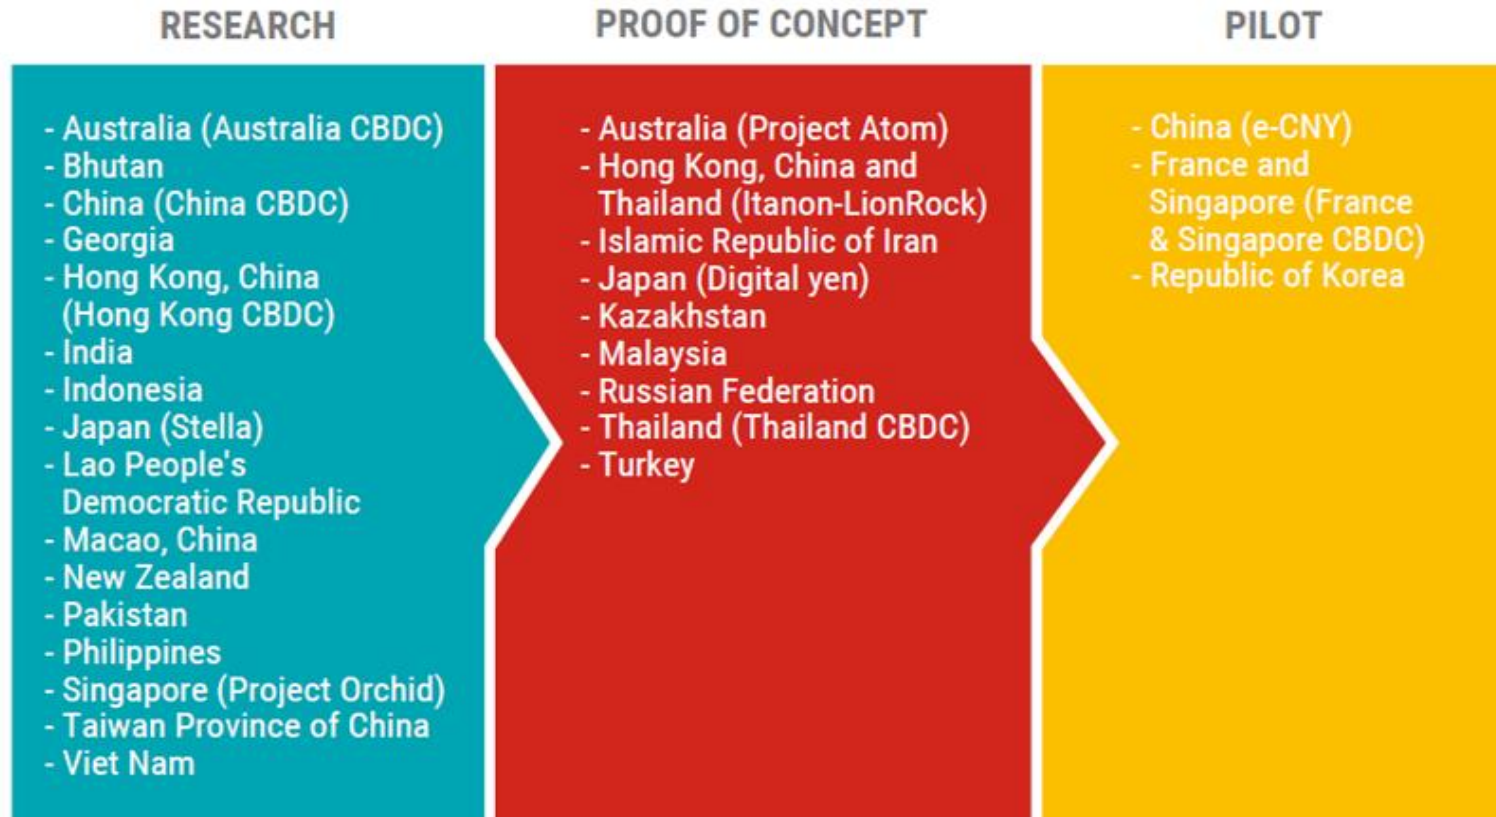 RESEARCH
- Australia (Australia CBDC)
- Bhutan
- China (China CBDC)
- Georgia
- Hong Kong, China
(Hong Kong CBDC)
- India
- Indonesia
- Japan (Stella)
- Lao People's
Democratic Republic
- Macao, China
- New Zealand
- Pakistan
- Philippines
- Singapore (Project Orchid)
- Taiwan Province of China
- Viet Nam
PROOF OF CONCEPT
- Australia (Project Atom)
- Hong Kong, China and
Thailand (Itanon-LionRock)
- Islamic Republic of Iran
- Japan (Digital yen)
- Kazakhstan
- Malaysia
- Russian Federation
- Thailand (Thailand CBDC)
- Turkey
PILOT
- China (e-CNY)
- France and
Singapore (France
& Singapore CBDC)
- Republic of Korea